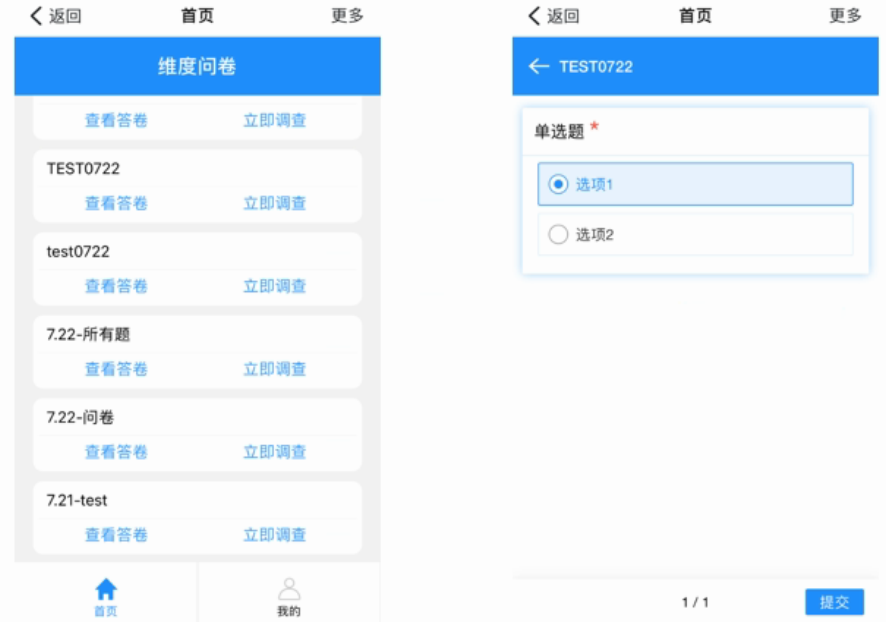 返回 首页 更多
维度问卷
查看答卷 立即调查
TEST0722
查看答卷 立即调查
test0722
查看答卷 立即调查
7.22-所有题
查看答卷 立即调查
7.22-问卷
查看答卷 立即调查
7.21-test
查看答卷 立即调查
首页 我的
返回 首页 更多
TEST0722
单选题 *
选项1
选项2
1 / 1 提交